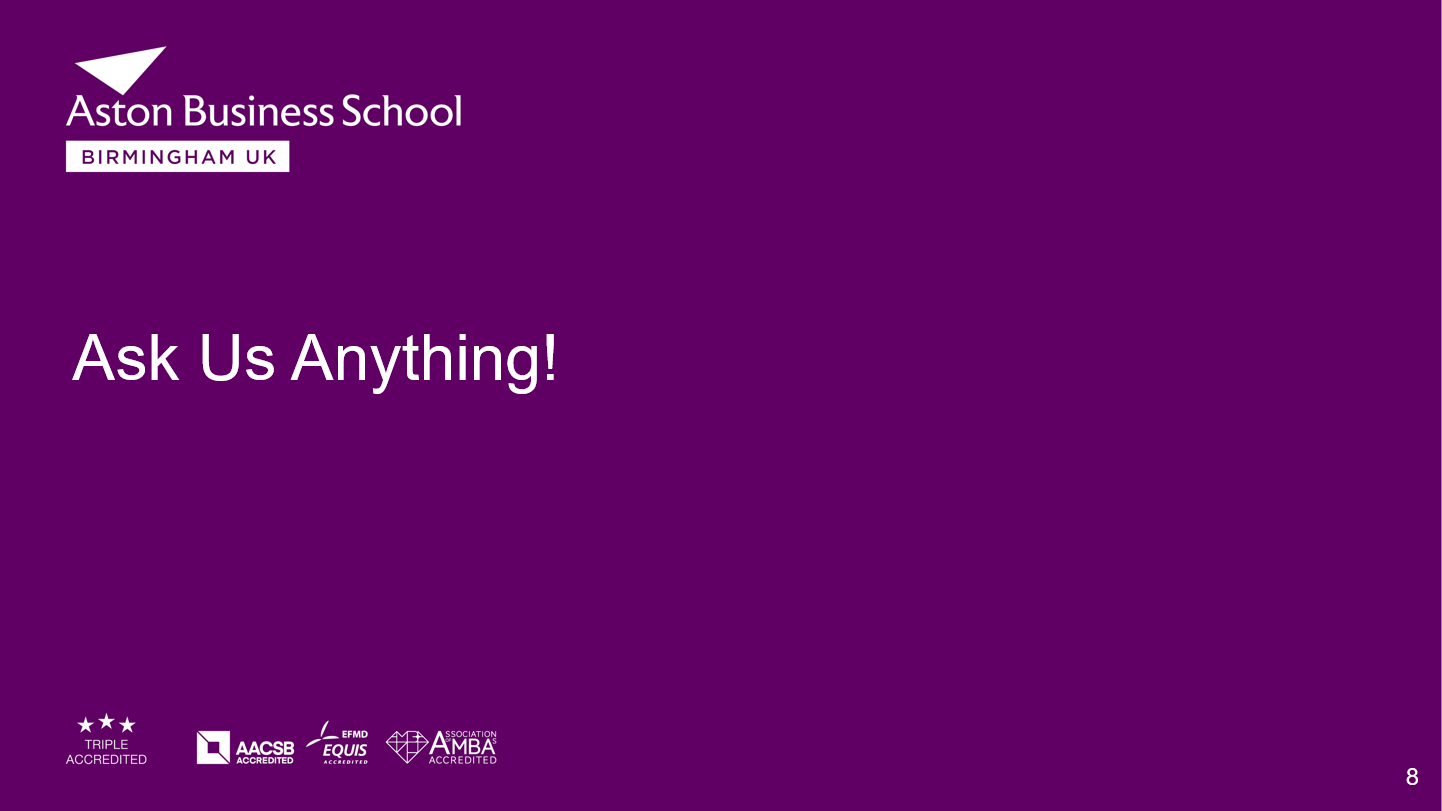 Aston Business School
BIRMINGHAM UK
Ask Us Anything!
TRIPLE
ACCREDITED
AACSB
ACCREDITED
EFMD
EQUIS
ACCREDITED
ASSOCIATION
OF
AMBA
ACCREDITED
8